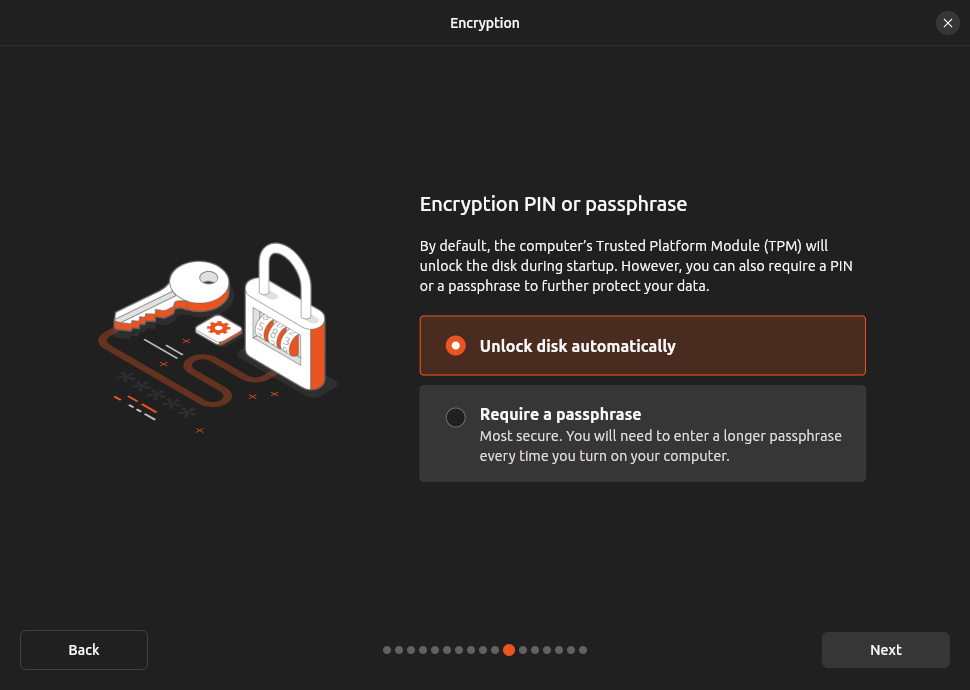 Encryption
Encryption PIN or passphrase
By default, the computer’s Trusted Platform Module (TPM) will
unlock the disk during startup. However, you can also require a PIN
or a passphrase to further protect your data.
Unlock disk automatically
Require a passphrase
Most secure. You will need to enter a longer passphrase
every time you turn on your computer.
Back
Next